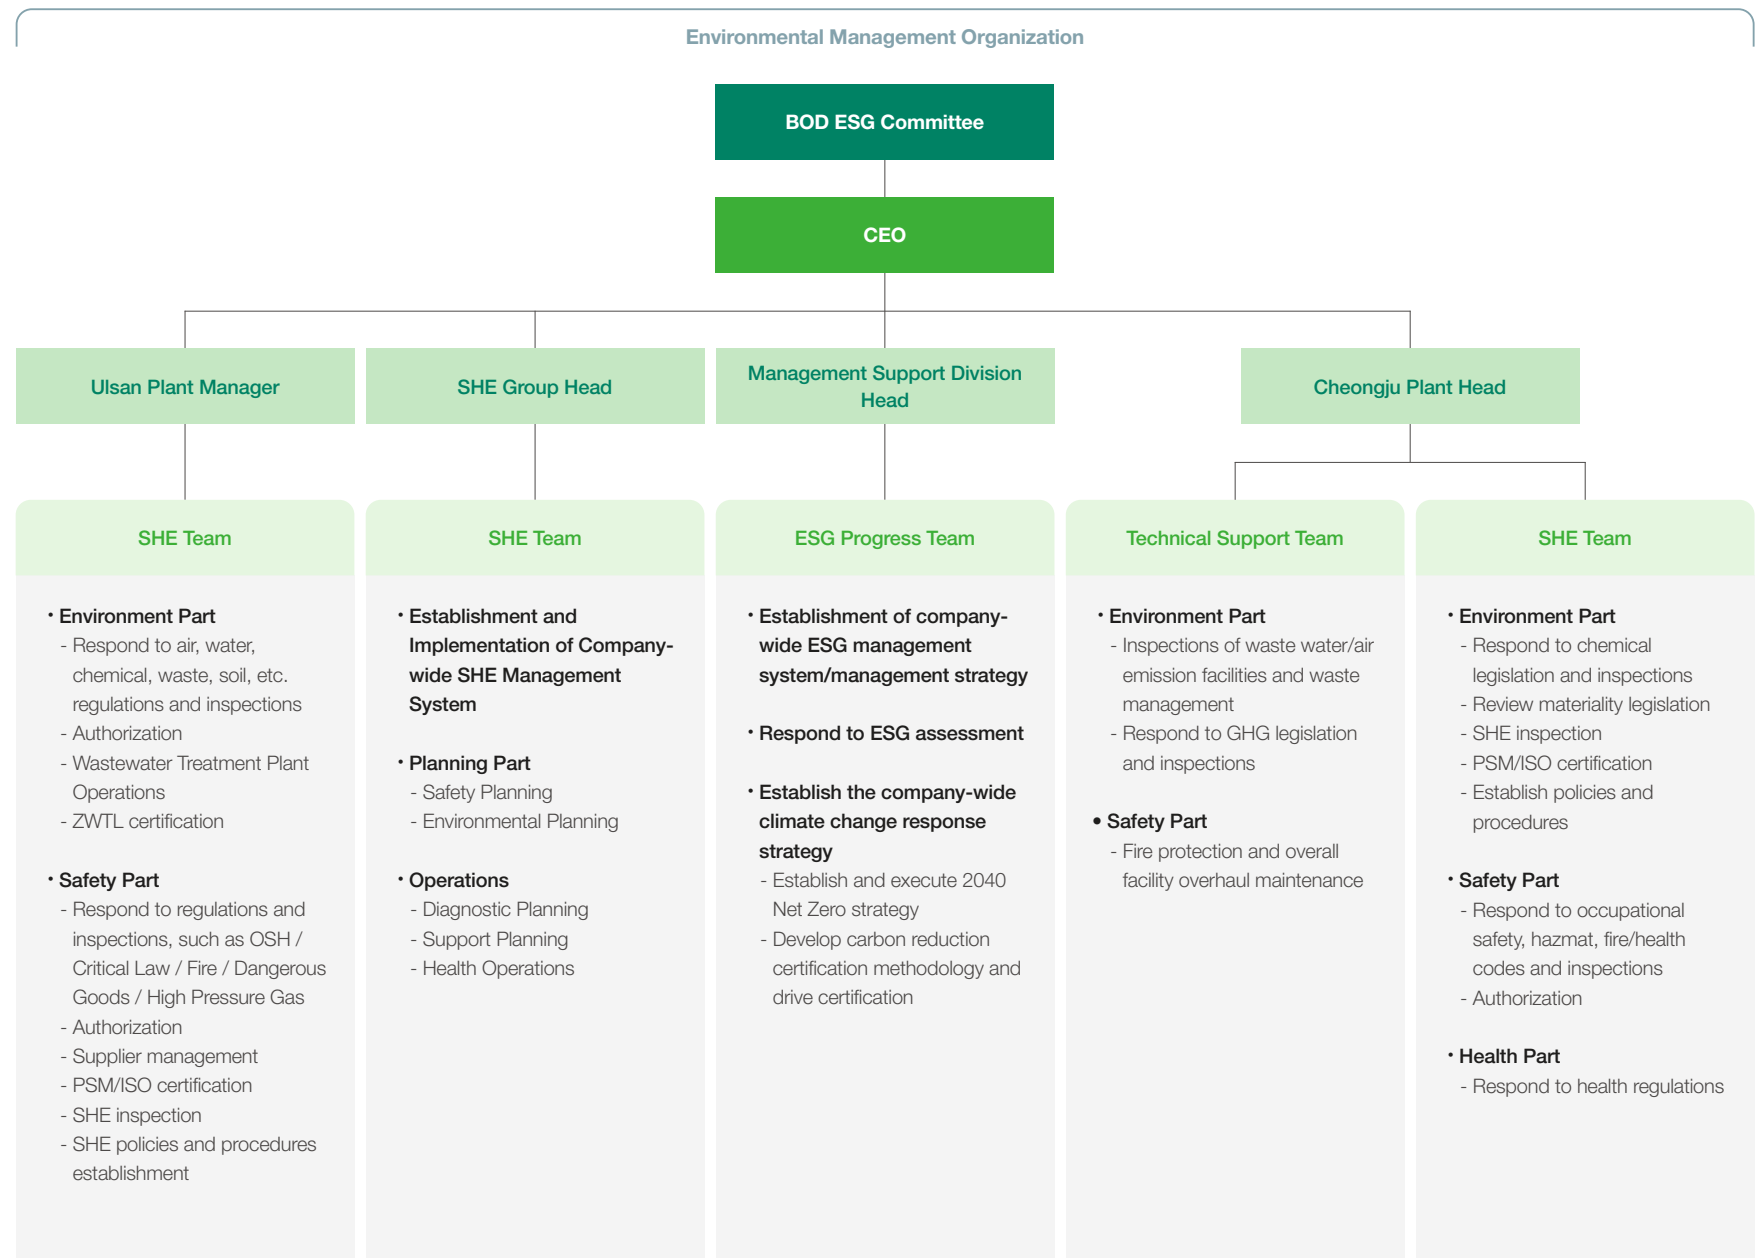 Environmental Management Organization
BOD ESG Committee
CEO
Ulsan Plant Manager
SHE Group Head
Management Support Division
Head
Cheongju Plant Head
SHE Team
• Environment Part
- Respond to air, water,
chemical, waste, soil, etc.
regulations and inspections
- Authorization
- Wastewater Treatment Plant
Operations
- ZWTL certification
• Safety Part
- Respond to regulations and
inspections, such as OSH /
Critical Law / Fire / Dangerous
Goods / High Pressure Gas
- Authorization
- Supplier management
- PSM/ISO certification
- SHE inspection
- SHE policies and procedures
establishment
SHE Team
• Establishment and
Implementation of Company-
wide SHE Management
System
• Planning Part
- Safety Planning
- Environmental Planning
• Operations
- Diagnostic Planning
- Support Planning
- Health Operations
ESG Progress Team
• Establishment of company-
wide ESG management
system/management strategy
• Respond to ESG assessment
• Establish the company-wide
climate change response
strategy
- Establish and execute 2040
Net Zero strategy
- Develop carbon reduction
certification methodology and
drive certification
Technical Support Team
• Environment Part
- Inspections of waste water/air
emission facilities and waste
management
- Respond to GHG legislation
and inspections
• Safety Part
- Fire protection and overall
facility overhaul maintenance
SHE Team
• Environment Part
- Respond to chemical
legislation and inspections
- Review materiality legislation
- SHE inspection
- PSM/ISO certification
- Establish policies and
procedures
• Safety Part
- Respond to occupational
safety, hazmat, fire/health
codes and inspections
- Authorization
• Health Part
- Respond to health regulations